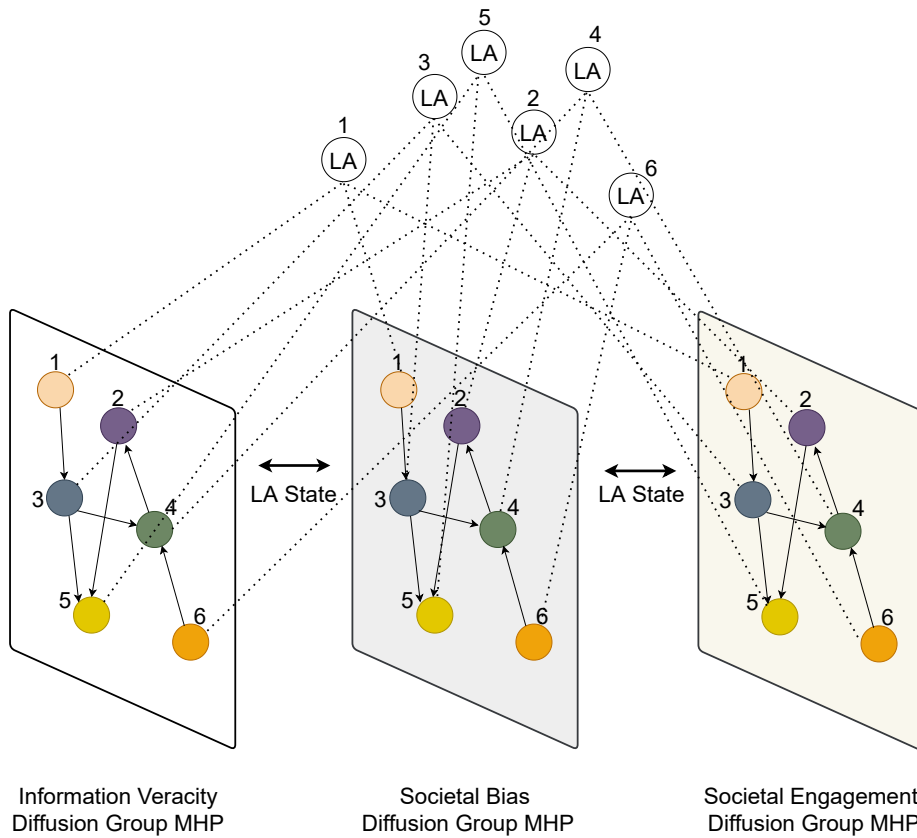 5
4
3
LA
LA
LA
2
1
LA
LA
6
LA
1
2
3
4
5
6
LA State
1
2
3
4
5
6
LA State
1
2
3
4
5
6
Information Veracity
Diffusion Group MHP
Societal Bias
Diffusion Group MHP
Societal Engagement
Diffusion Group MHP